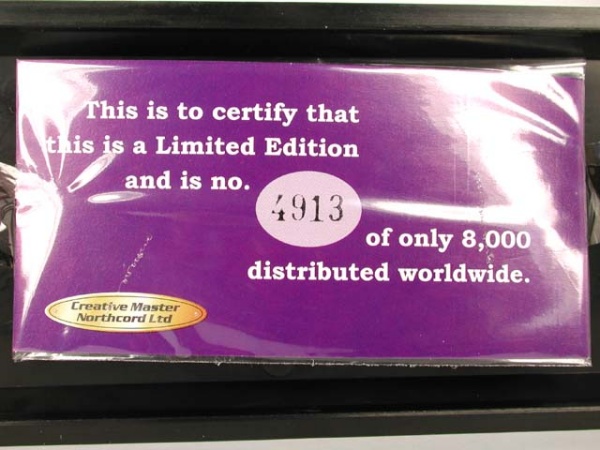 This is to certify that
this is a Limited Edition
and is no.
4913
of only 8,000
distributed worldwide.
Creative Master
Northcord Ltd